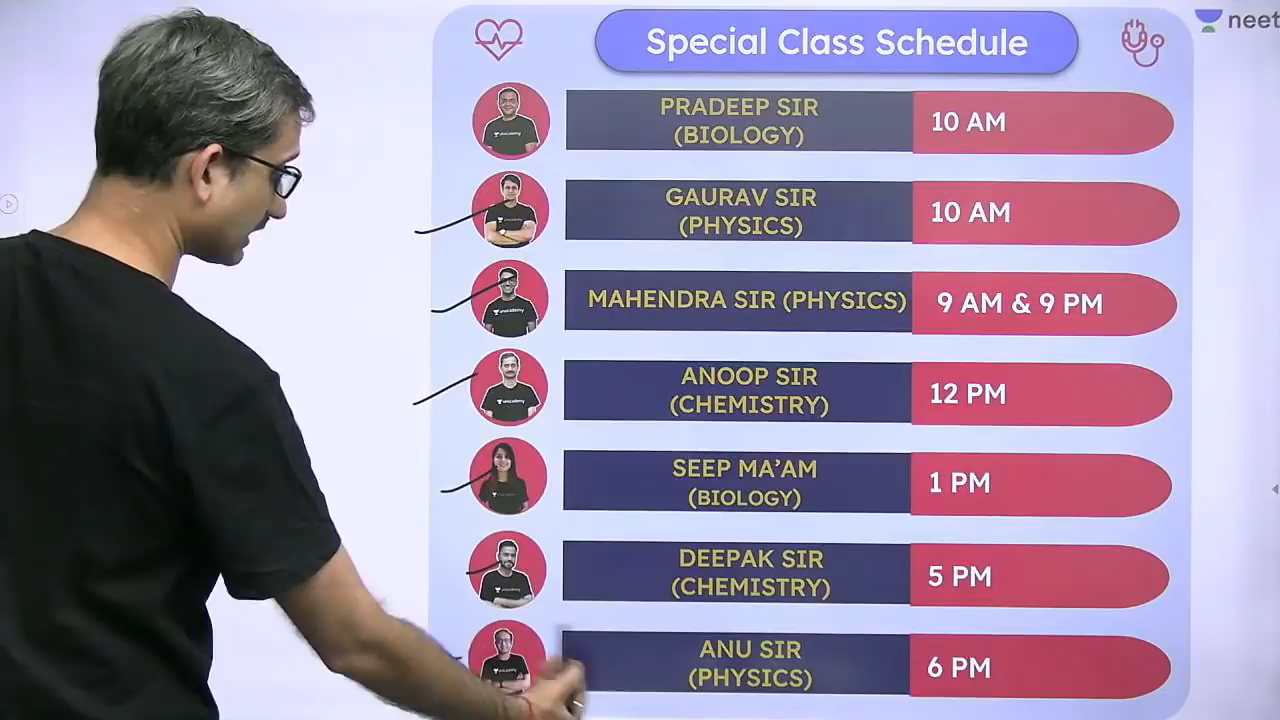 Special Class Schedule
neet
PRADEEP SIR
(BIOLOGY)
10 AM
GAURAV SIR
(PHYSICS)
10 AM
MAHENDRA SIR (PHYSICS)
9 AM & 9 PM
ANOOP SIR
(CHEMISTRY)
12 PM
SEEP MA’AM
(BIOLOGY)
1 PM
DEEPAK SIR
(CHEMISTRY)
5 PM
ANU SIR
(PHYSICS)
6 PM